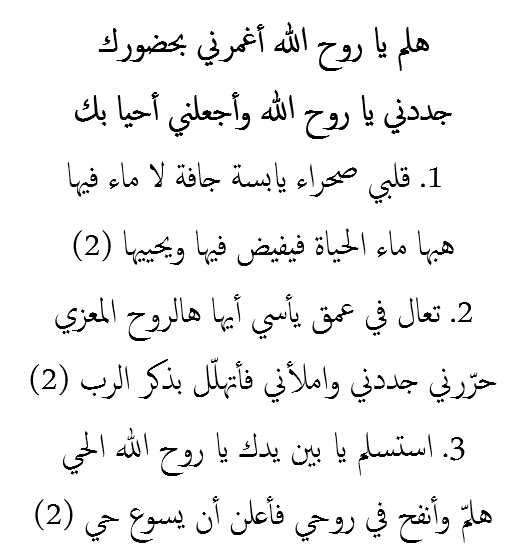 هلم يا روح الله أغمرني بحضورك
جددني يا روح الله وأجعلني أحيا بك
1. قلبي صحراء يابسة جافة لا ماء فيها
هبها ماء الحياة فيفيض فيها ويحييها (2)
2. تعال في عمق يأسي أيها هالروح المعزي
حرّرني جددني واملأني فأتهلّل بذكر الرب (2)
3. استسلم يا بين يدك يا روح الله الحي
هلمّ وأنفح في روحي فأعلن أن يسوع حي (2)